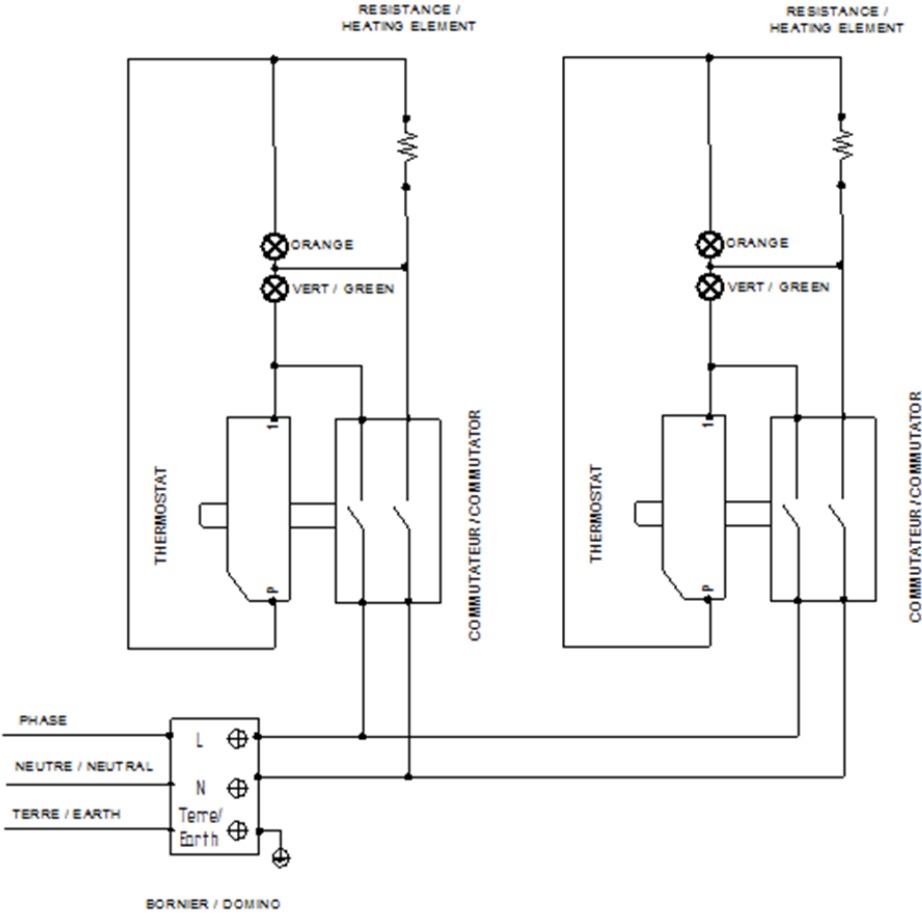 RESISTANCE /
HEATING ELEMENT
RESISTANCE /
HEATING ELEMENT
ORANGE
VERT / GREEN
ORANGE
VERT / GREEN
1
1
THERMOSTAT
COMMUTATEUR / COMMUTATOR
THERMOSTAT
COMMUTATEUR / COMMUTATOR
P
P
PHASE
L
NEUTRE / NEUTRAL
N
TERRE / EARTH
Terre/
Earth
BORNIER / DOMINO